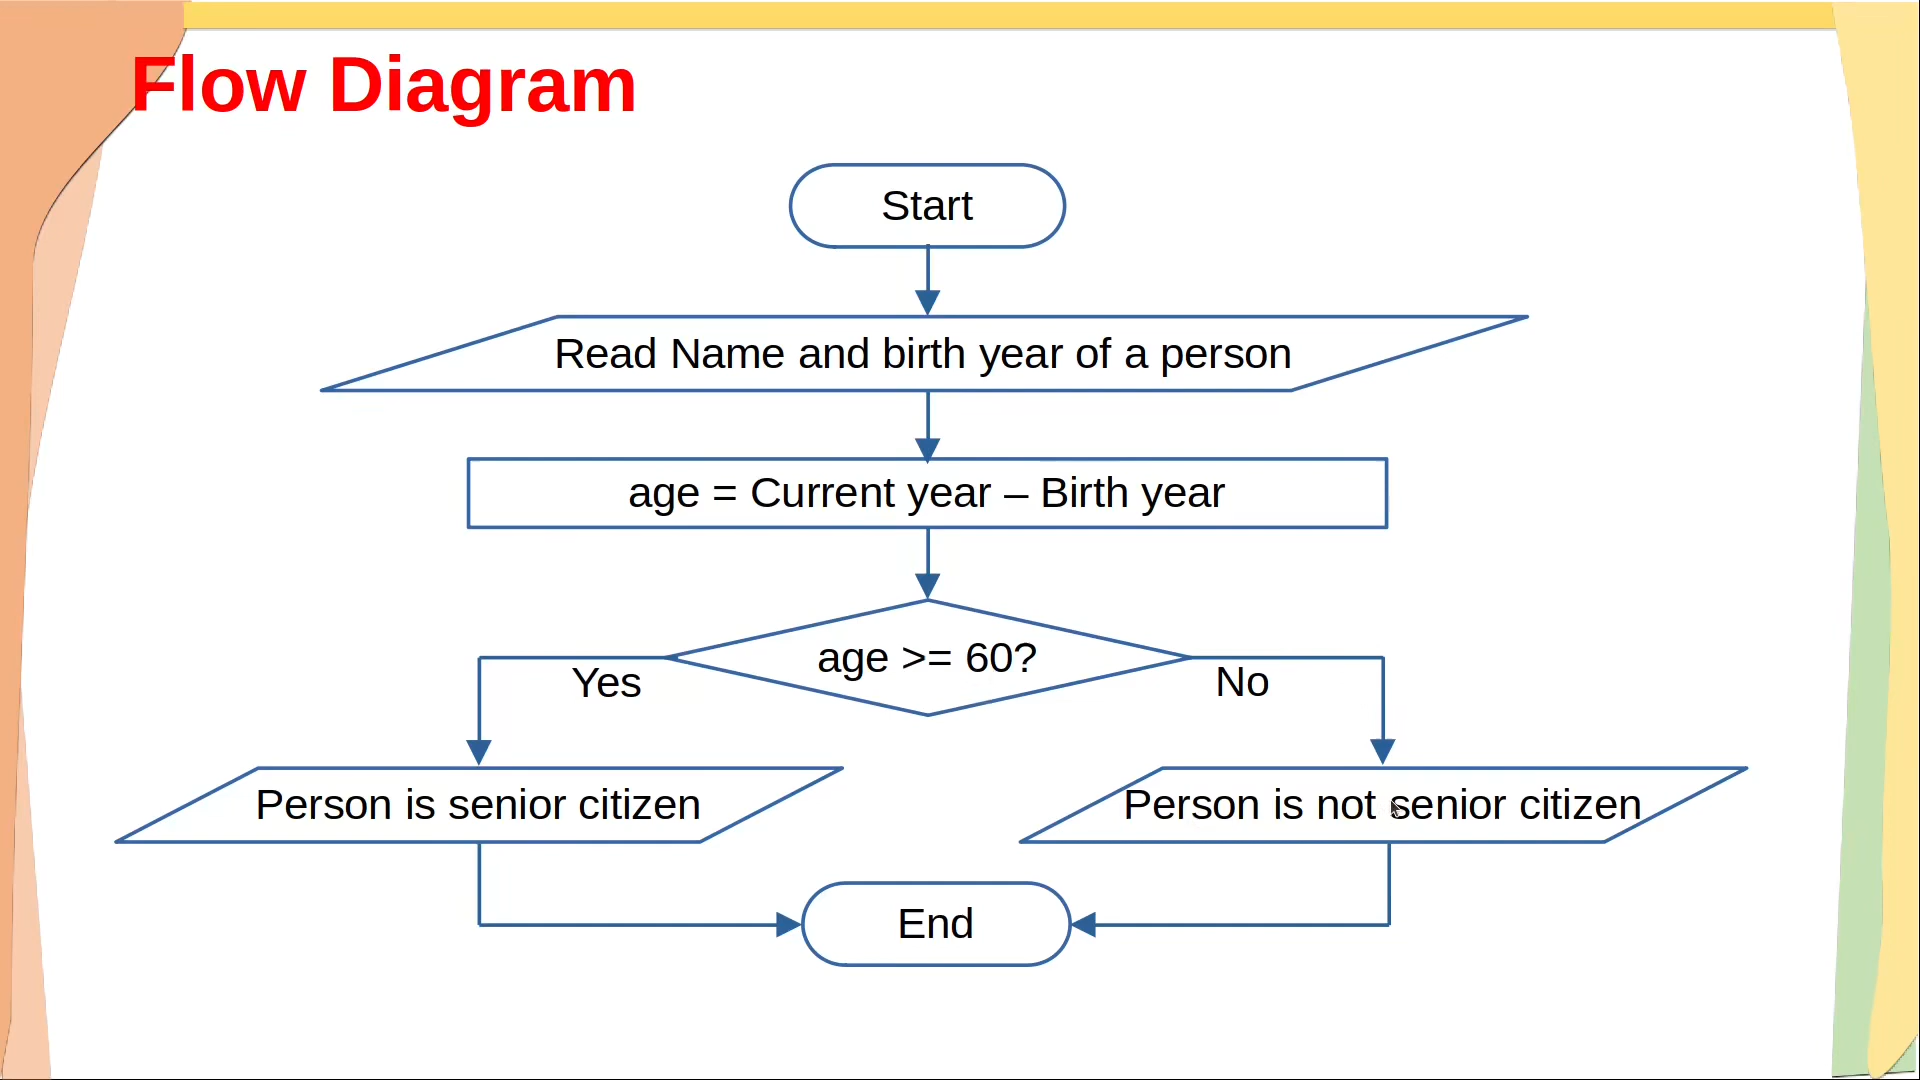 Flow Diagram
Start
Read Name and birth year of a person
age = Current year – Birth year
age >= 60?
Yes
No
Person is senior citizen
Person is not senior citizen
End